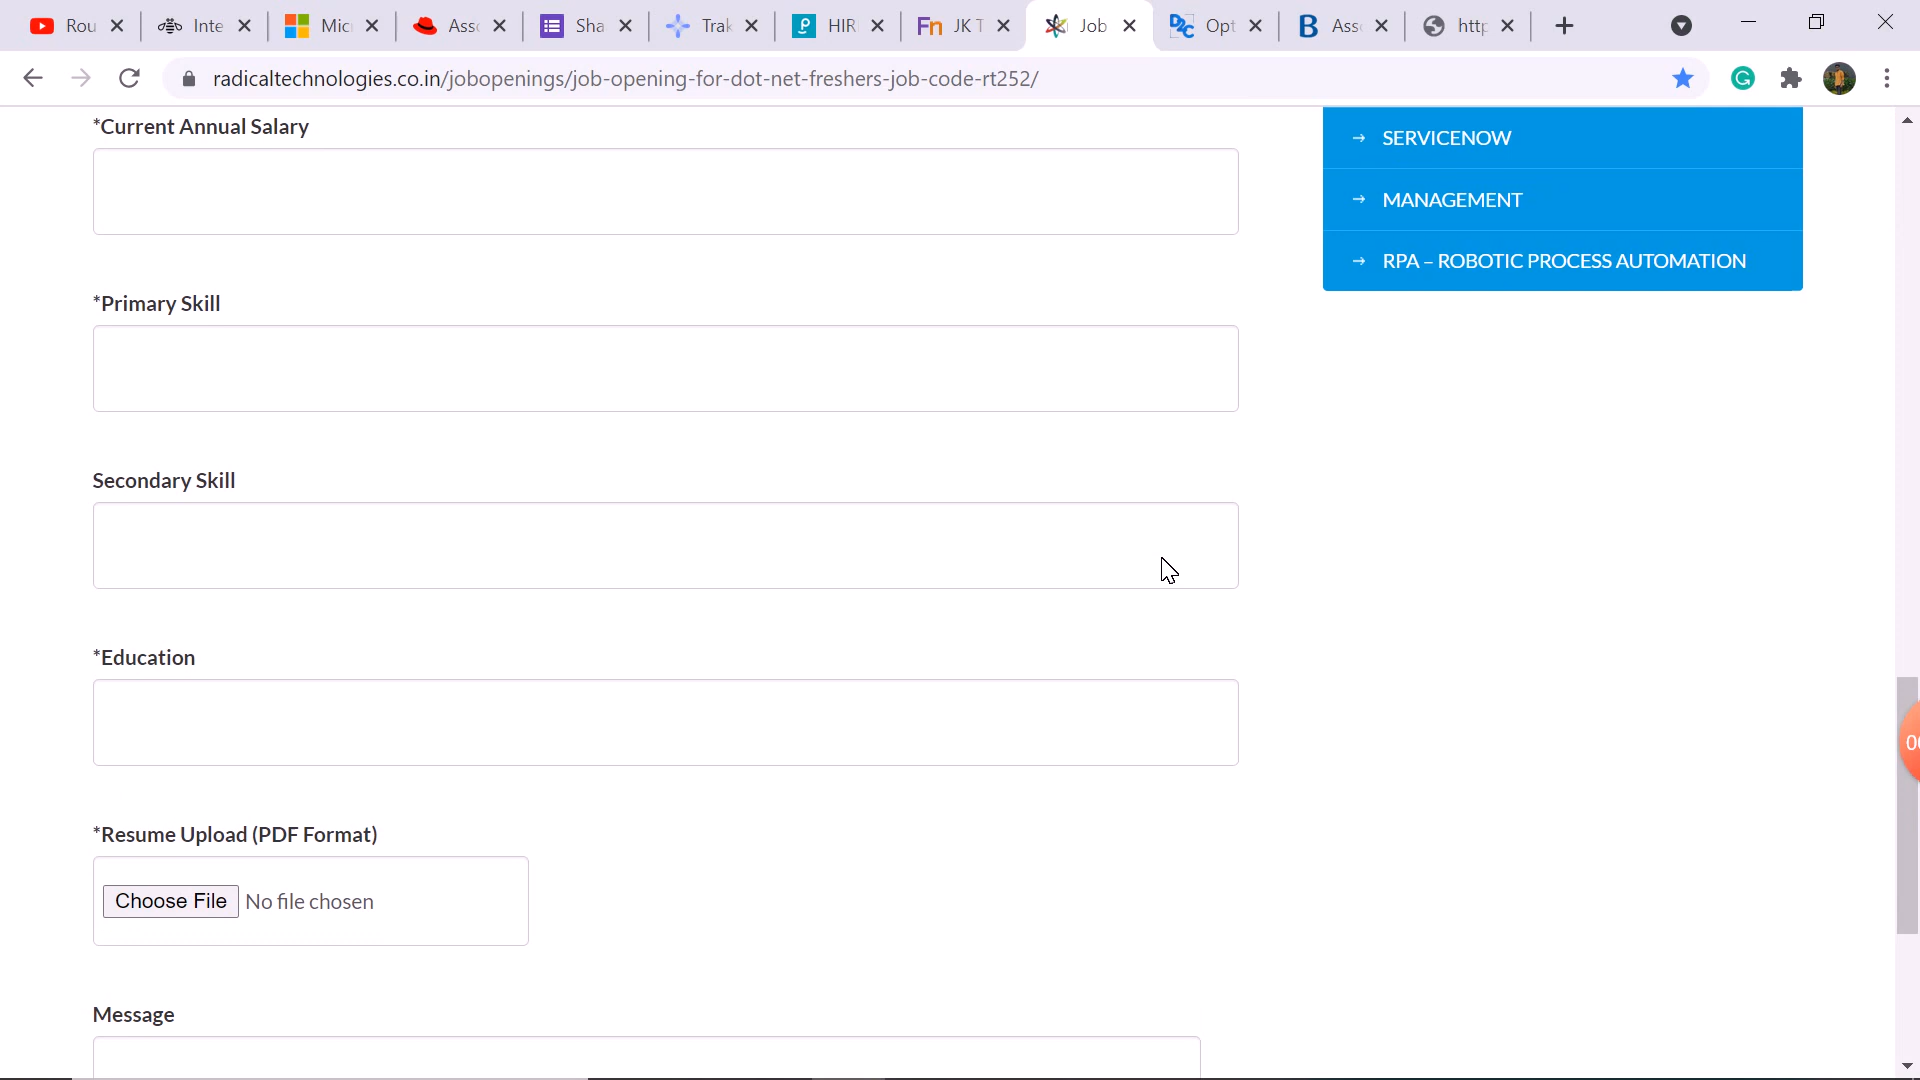 Rou
Inte
Mic
Ass
Sha
Trak
HIR
JK T
Job
Opt
Ass
http
radicaltechnologies.co.in/jobopenings/job-opening-for-dot-net-freshers-job-code-rt252/
*Current Annual Salary
→ SERVICENOW
→ MANAGEMENT
→ RPA – ROBOTIC PROCESS AUTOMATION
*Primary Skill
Secondary Skill
*Education
*Resume Upload (PDF Format)
Choose File No file chosen
Message